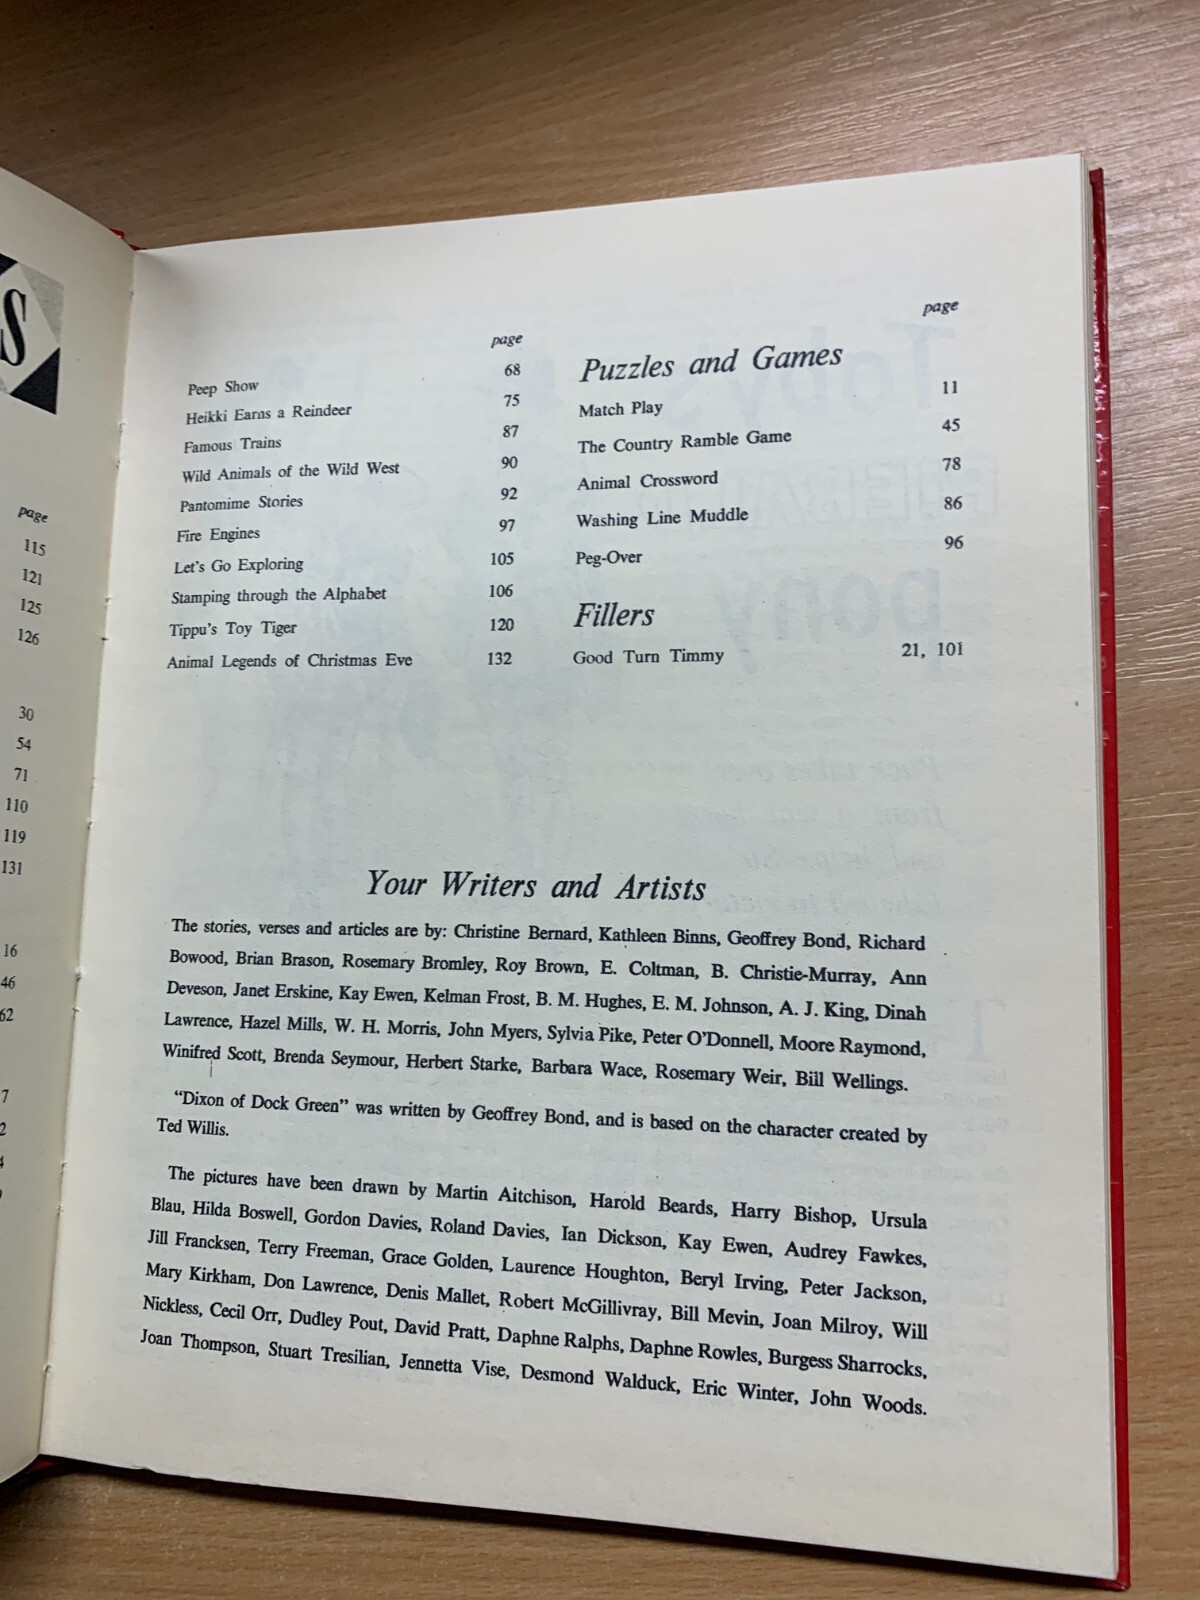 S
page
115
121
125
126
30
54
71
110
119
131
16
46
62
7
2
4
page
Peep Show 68
Heikki Earns a Reindeer 75
Famous Trains 87
Wild Animals of the Wild West 90
Pantomime Stories 92
Fire Engines 97
Let's Go Exploring 105
Stamping through the Alphabet 106
Tippu's Toy Tiger 120
Animal Legends of Christmas Eve 132
page
Puzzles and Games
Match Play 11
The Country Ramble Game 45
Animal Crossword 78
Washing Line Muddle 86
Peg-Over 96
Fillers
Good Turn Timmy 21, 101
Your Writers and Artists
The stories, verses and articles are by: Christine Bernard, Kathleen Binns, Geoffrey Bond, Richard
Bowood, Brian Brason, Rosemary Bromley, Roy Brown, E. Coltman, B. Christie-Murray, Ann
Deveson, Janet Erskine, Kay Ewen, Kelman Frost, B. M. Hughes, E. M. Johnson, A. J. King, Dinah
Lawrence, Hazel Mills, W. H. Morris, John Myers, Sylvia Pike, Peter O'Donnell, Moore Raymond,
Winifred Scott, Brenda Seymour, Herbert Starke, Barbara Wace, Rosemary Weir, Bill Wellings.
"Dixon of Dock Green" was written by Geoffrey Bond, and is based on the character created by
Ted Willis.
The pictures have been drawn by Martin Aitchison, Harold Beards, Harry Bishop, Ursula
Blau, Hilda Boswell, Gordon Davies, Roland Davies, Ian Dickson, Kay Ewen, Audrey Fawkes,
Jill Francksen, Terry Freeman, Grace Golden, Laurence Houghton, Beryl Irving, Peter Jackson,
Mary Kirkham, Don Lawrence, Denis Mallet, Robert McGillivray, Bill Mevin, Joan Milroy, Will
Nickless, Cecil Orr, Dudley Pout, David Pratt, Daphne Ralphs, Daphne Rowles, Burgess Sharrocks,
Joan Thompson, Stuart Tresilian, Jennetta Vise, Desmond Walduck, Eric Winter, John Woods.